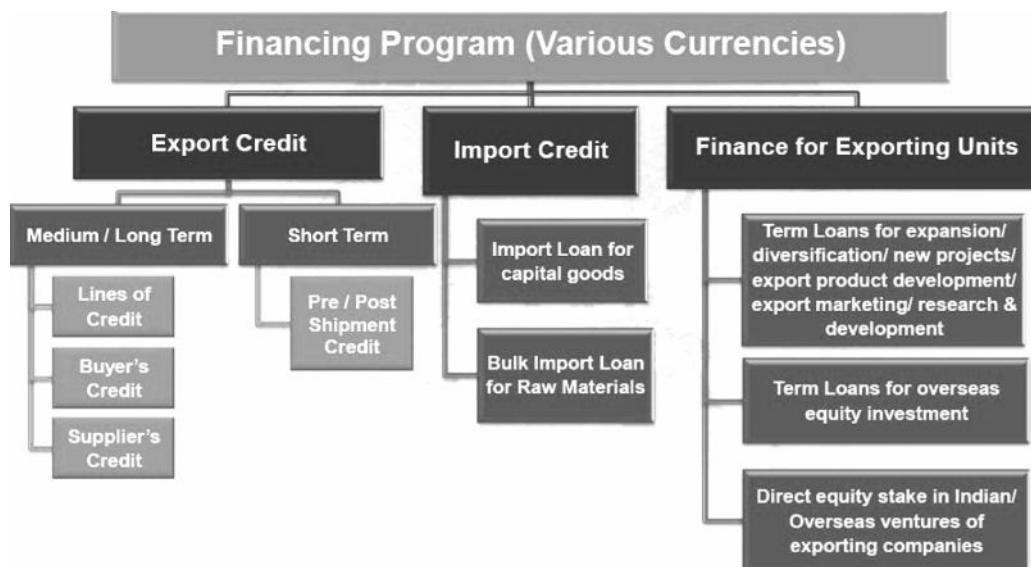 Financing Program (Various Currencies)
Export Credit
Import Credit
Finance for Exporting Units
Medium / Long Term
Short Term
Lines of
Credit
Buyer's
Credit
Supplier's
Credit
Pre / Post
Shipment
Credit
Import Loan for
capital goods
Bulk Import Loan
for Raw Materials
Term Loans for expansion/
diversification/ new projects/
export product development/
export marketing/ research &
development
Term Loans for overseas
equity investment
Direct equity stake in Indian/
Overseas ventures of
exporting companies